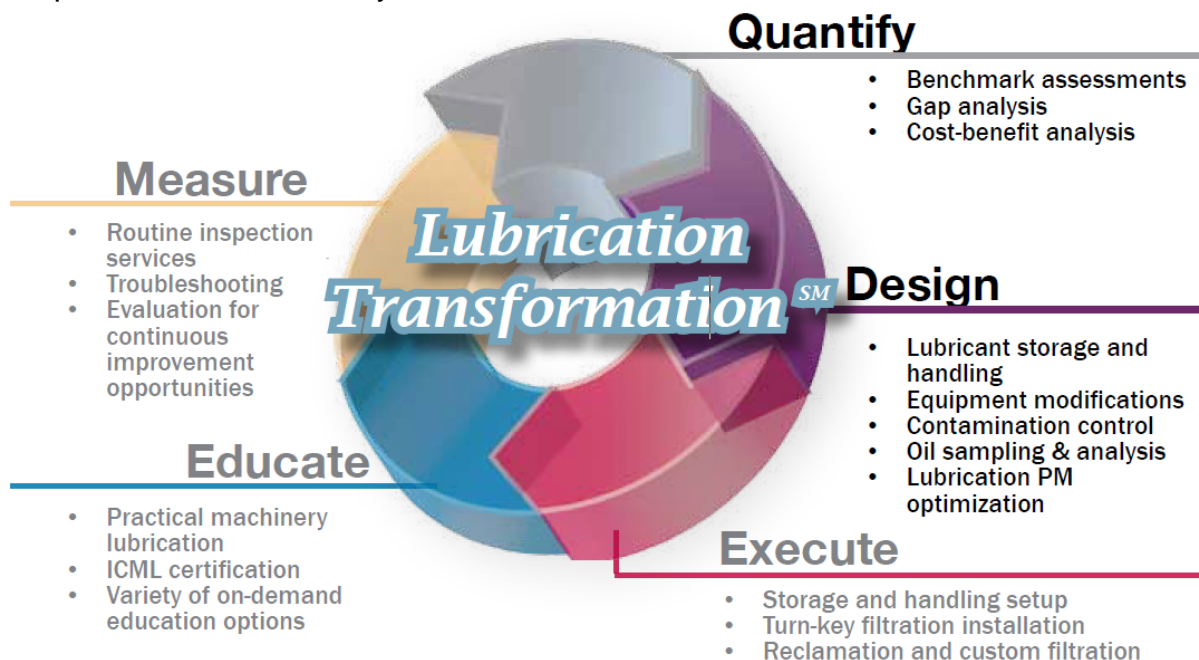 Quantify
• Benchmark assessments
• Gap analysis
• Cost-benefit analysis
Measure
• Routine inspection
services
• Troubleshooting
• Evaluation for
continuous
improvement
opportunities
Lubrication
Transformation SM
Design
• Lubricant storage and
handling
• Equipment modifications
• Contamination control
• Oil sampling & analysis
• Lubrication PM
optimization
Educate
• Practical machinery
lubrication
• ICML certification
• Variety of on-demand
education options
Execute
• Storage and handling setup
• Turn-key filtration installation
• Reclamation and custom filtration